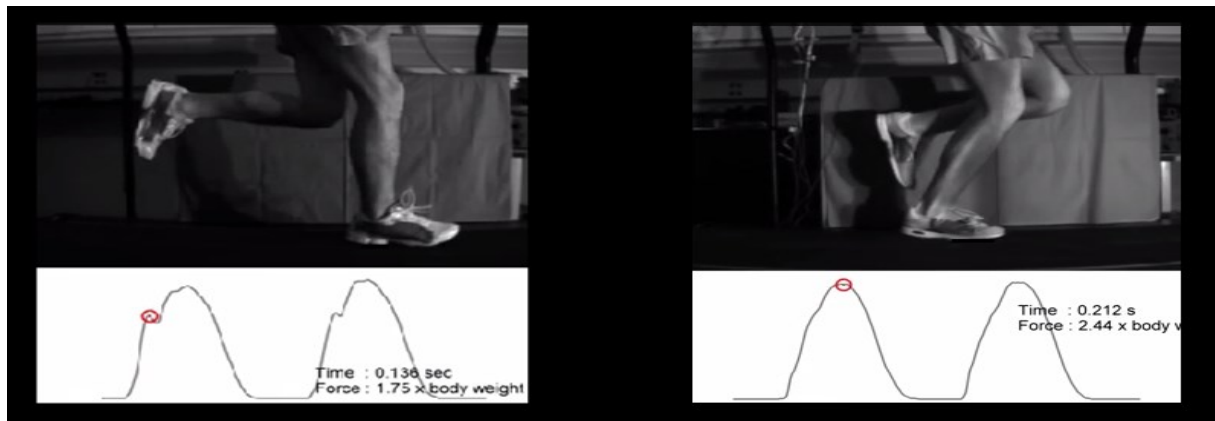 Time : 0.136 sec
Force : 1.75 x body weight
Time : 0.212 s
Force : 2.44 x body w